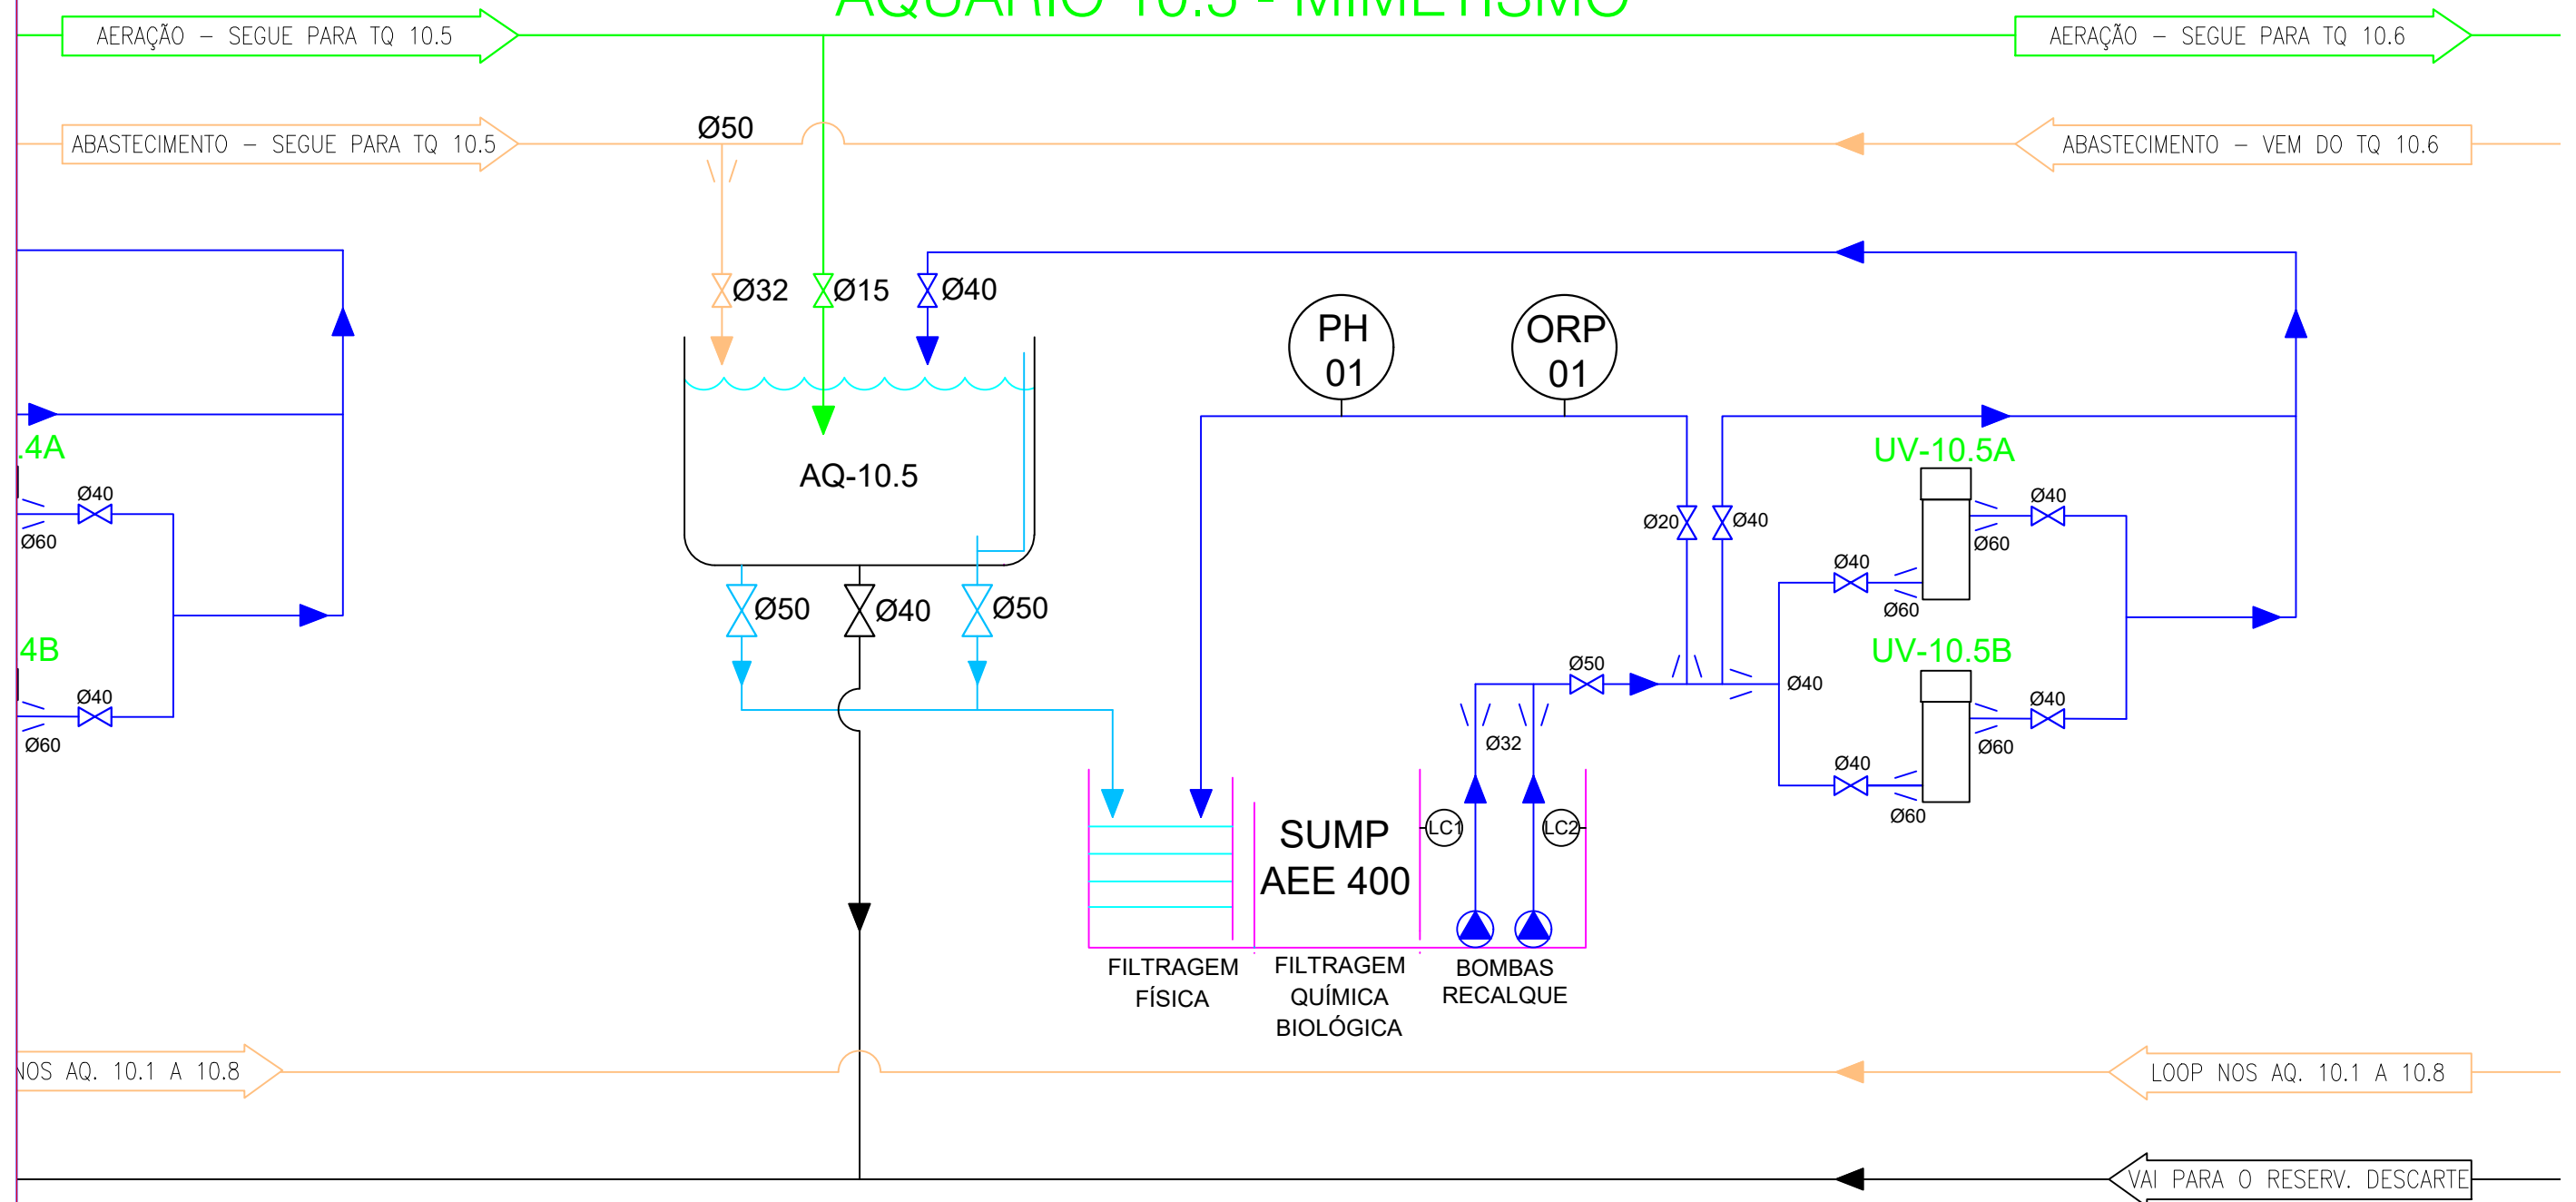 AQUÁRIO 10.5 - MIMETISMO
AERAÇÃO - SEGUE PARA TQ 10.5
AERAÇÃO - SEGUE PARA TQ 10.6
Ø50
ABASTECIMENTO - SEGUE PARA TQ 10.5
ABASTECIMENTO - VEM DO TQ 10.6
Ø32
Ø15
Ø40
PH
01
ORP
01
.4A
Ø40
Ø60
4B
Ø40
Ø60
AQ-10.5
Ø50
Ø40
Ø50
Ø20
Ø40
UV-10.5A
Ø40
Ø60
Ø40
Ø60
UV-10.5B
Ø40
Ø60
Ø40
Ø60
Ø50
Ø40
Ø32
LC1
LC2
SUMP
AEE 400
FILTRAGEM
FÍSICA
FILTRAGEM
QUÍMICA
BIOLÓGICA
BOMBAS
RECALQUE
NOS AQ. 10.1 A 10.8
LOOP NOS AQ. 10.1 A 10.8
VAI PARA O RESERV. DESCARTE